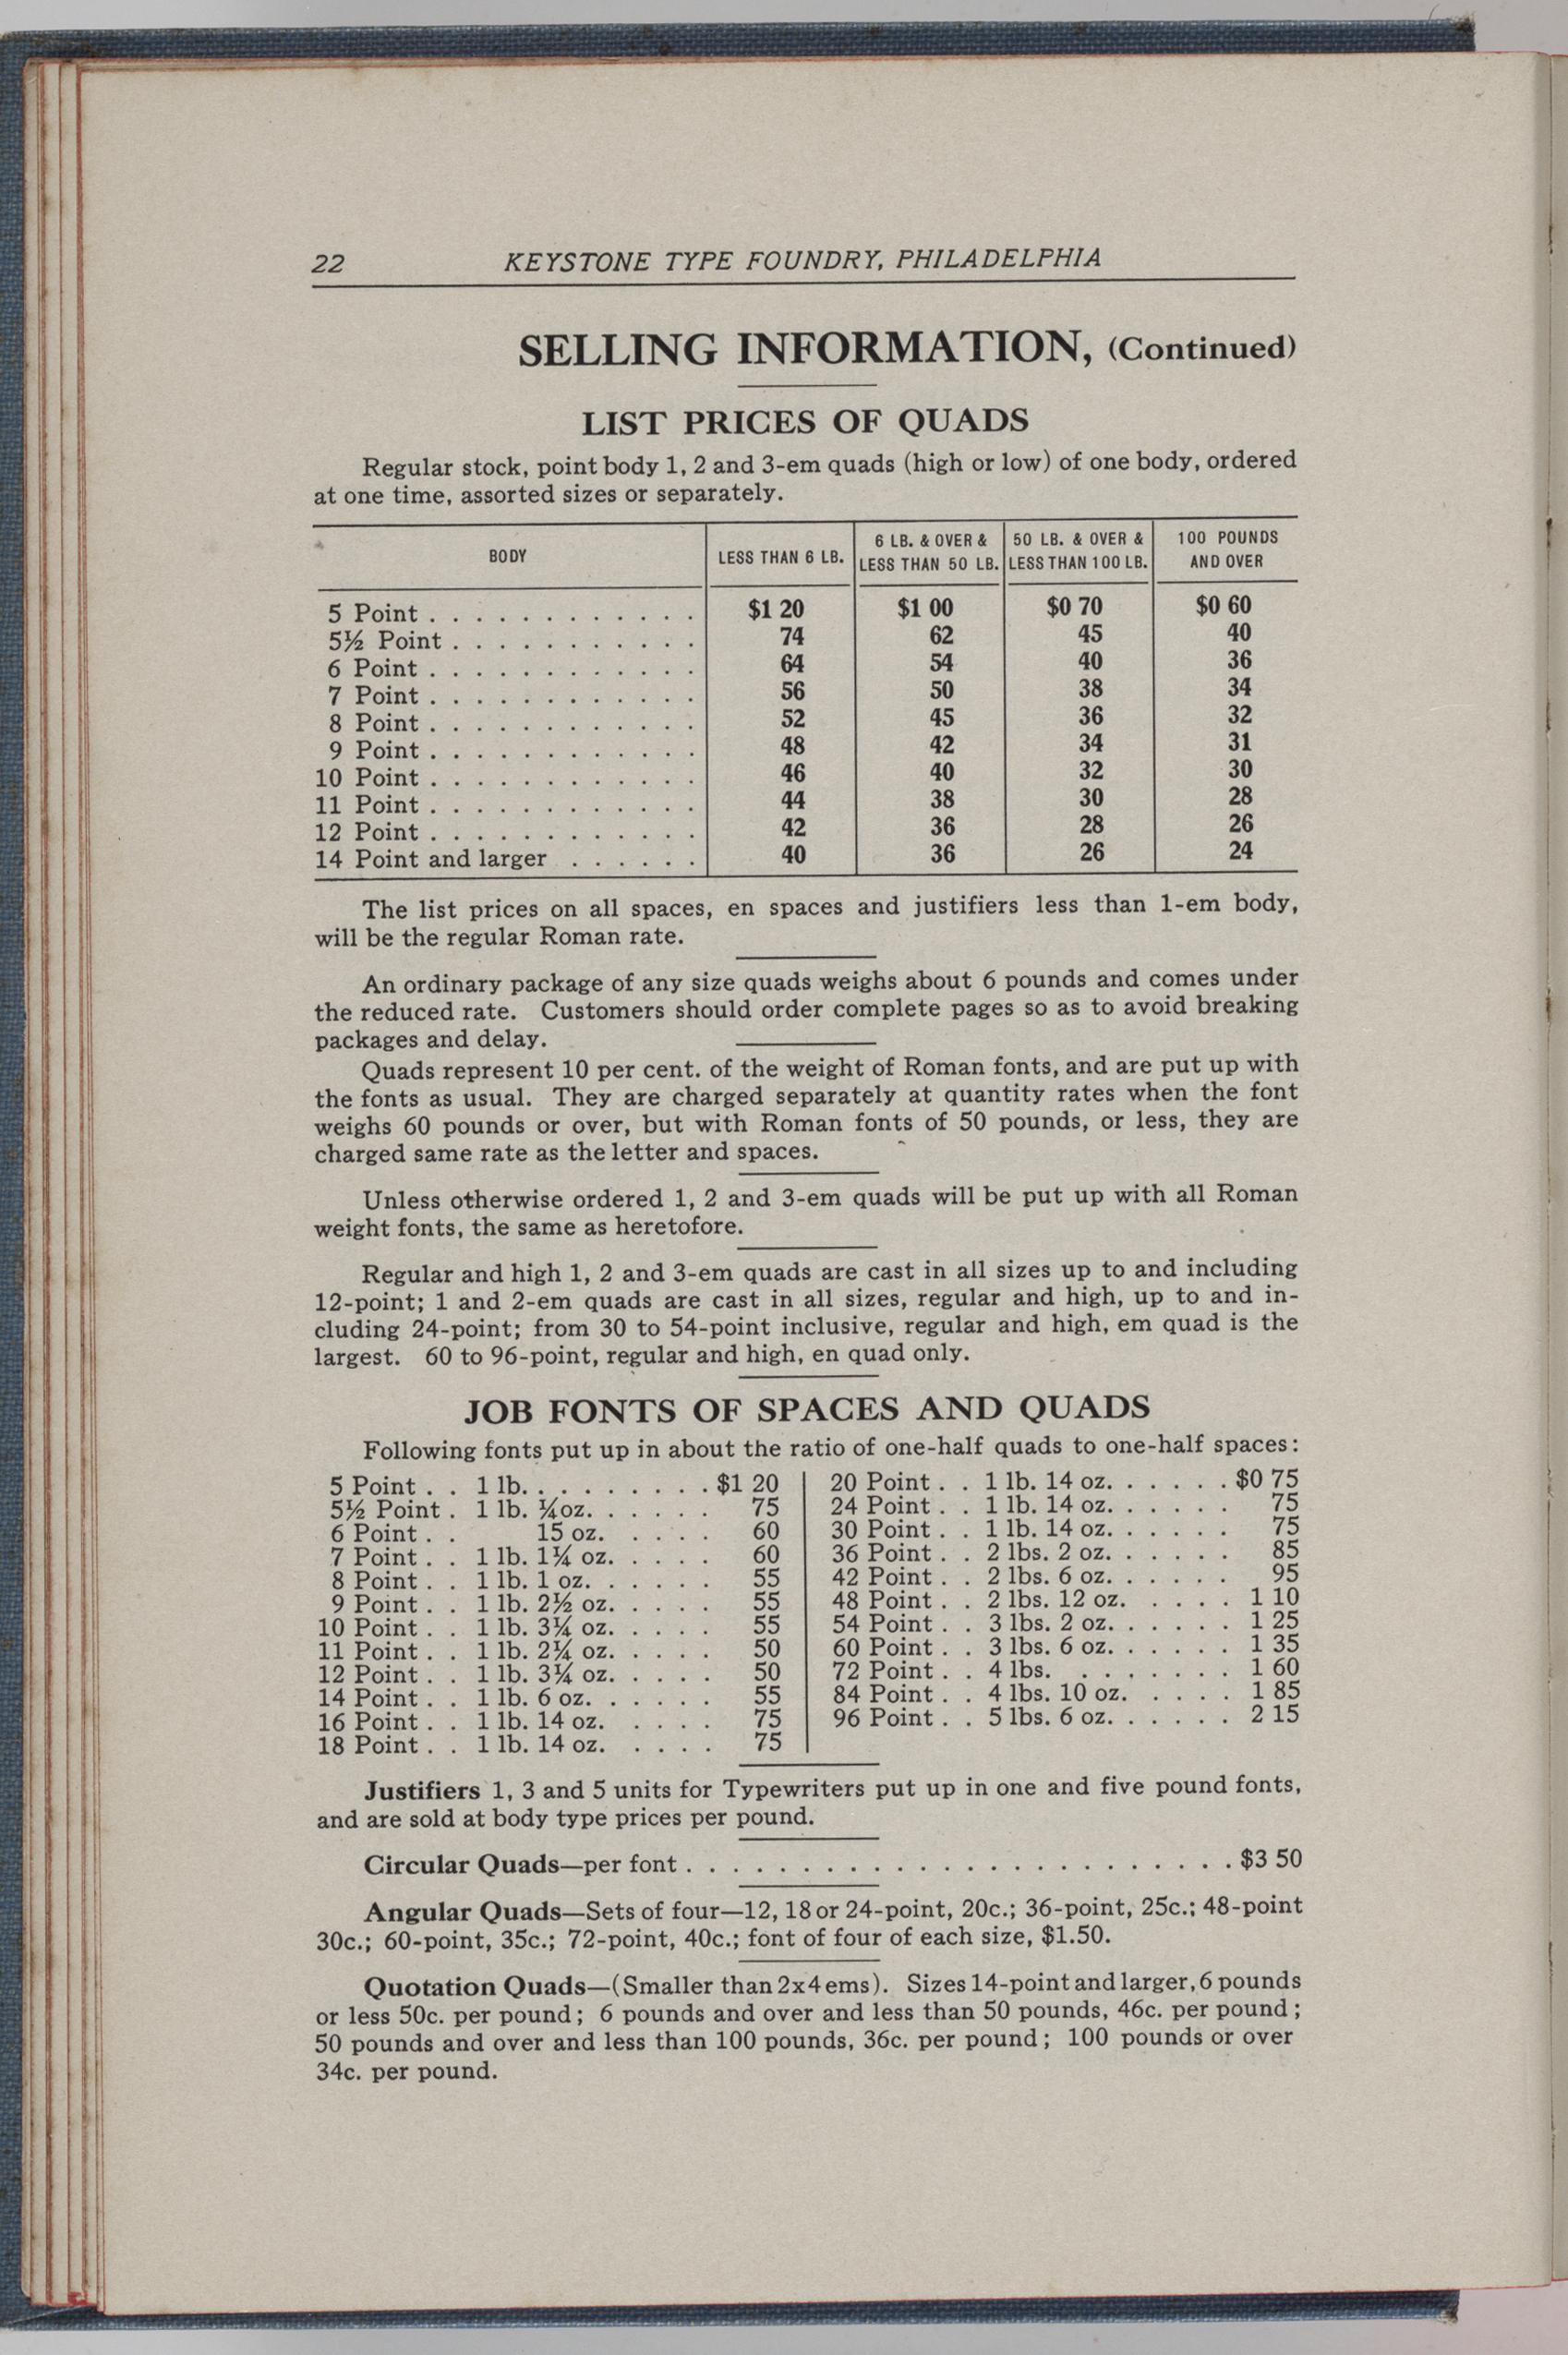 22 KEYSTONE TYPE FOUNDRY, PHILADELPHIA
SELLING INFORMATION, (Continued)
LIST PRICES OF QUADS
Regular stock, point body 1, 2 and 3-em quads (high or low) of one body, ordered
at one time, assorted sizes or separately.
BODY | LESS THAN 6 LB. | 6 LB. & OVER & LESS THAN 50 LB. | 50 LB. & OVER & LESS THAN 100 LB. | 100 POUNDS AND OVER
5 Point . . . . . . . . . . . . $1 20 $1 00 $0 70 $0 60
5½ Point . . . . . . . . . . . 74 62 45 40
6 Point . . . . . . . . . . . . 64 54 40 36
7 Point . . . . . . . . . . . . 56 50 38 34
8 Point . . . . . . . . . . . . 52 45 36 32
9 Point . . . . . . . . . . . . 48 42 34 31
10 Point . . . . . . . . . . . . 46 40 32 30
11 Point . . . . . . . . . . . . 44 38 30 28
12 Point . . . . . . . . . . . . 42 36 28 26
14 Point and larger . . . . . . 40 36 26 24
The list prices on all spaces, en spaces and justifiers less than 1-em body,
will be the regular Roman rate.
An ordinary package of any size quads weighs about 6 pounds and comes under
the reduced rate. Customers should order complete pages so as to avoid breaking
packages and delay.
Quads represent 10 per cent. of the weight of Roman fonts, and are put up with
the fonts as usual. They are charged separately at quantity rates when the font
weighs 60 pounds or over, but with Roman fonts of 50 pounds, or less, they are
charged same rate as the letter and spaces.
Unless otherwise ordered 1, 2 and 3-em quads will be put up with all Roman
weight fonts, the same as heretofore.
Regular and high 1, 2 and 3-em quads are cast in all sizes up to and including
12-point; 1 and 2-em quads are cast in all sizes, regular and high, up to and in-
cluding 24-point; from 30 to 54-point inclusive, regular and high, em quad is the
largest. 60 to 96-point, regular and high, en quad only.
JOB FONTS OF SPACES AND QUADS
Following fonts put up in about the ratio of one-half quads to one-half spaces:
5 Point . . 1 lb. . . . . . . . . $1 20
5½ Point . 1 lb. ¼ oz. . . . . . 75
6 Point . . 15 oz. . . . . 60
7 Point . . 1 lb. 1¼ oz. . . . . 60
8 Point . . 1 lb. 1 oz. . . . . . 55
9 Point . . 1 lb. 2½ oz. . . . . 55
10 Point . . 1 lb. 3¼ oz. . . . . 55
11 Point . . 1 lb. 2¼ oz. . . . . 50
12 Point . . 1 lb. 3¼ oz. . . . . 50
14 Point . . 1 lb. 6 oz. . . . . . 55
16 Point . . 1 lb. 14 oz. . . . . 75
18 Point . . 1 lb. 14 oz. . . . . 75
20 Point . . 1 lb. 14 oz. . . . . . $0 75
24 Point . . 1 lb. 14 oz. . . . . . 75
30 Point . . 1 lb. 14 oz. . . . . . 75
36 Point . . 2 lbs. 2 oz. . . . . . 85
42 Point . . 2 lbs. 6 oz. . . . . . 95
48 Point . . 2 lbs. 12 oz. . . . . 1 10
54 Point . . 3 lbs. 2 oz. . . . . . 1 25
60 Point . . 3 lbs. 6 oz. . . . . . 1 35
72 Point . . 4 lbs. . . . . . . . 1 60
84 Point . . 4 lbs. 10 oz. . . . . 1 85
96 Point . . 5 lbs. 6 oz. . . . . . 2 15
Justifiers 1, 3 and 5 units for Typewriters put up in one and five pound fonts,
and are sold at body type prices per pound.
Circular Quads—per font . . . . . . . . . . . . . . . . . . . . . . . . $3 50
Angular Quads—Sets of four—12, 18 or 24-point, 20c.; 36-point, 25c.; 48-point
30c.; 60-point, 35c.; 72-point, 40c.; font of four of each size, $1.50.
Quotation Quads—(Smaller than 2x4 ems). Sizes 14-point and larger, 6 pounds
or less 50c. per pound; 6 pounds and over and less than 50 pounds, 46c. per pound;
50 pounds and over and less than 100 pounds, 36c. per pound; 100 pounds or over
34c. per pound.